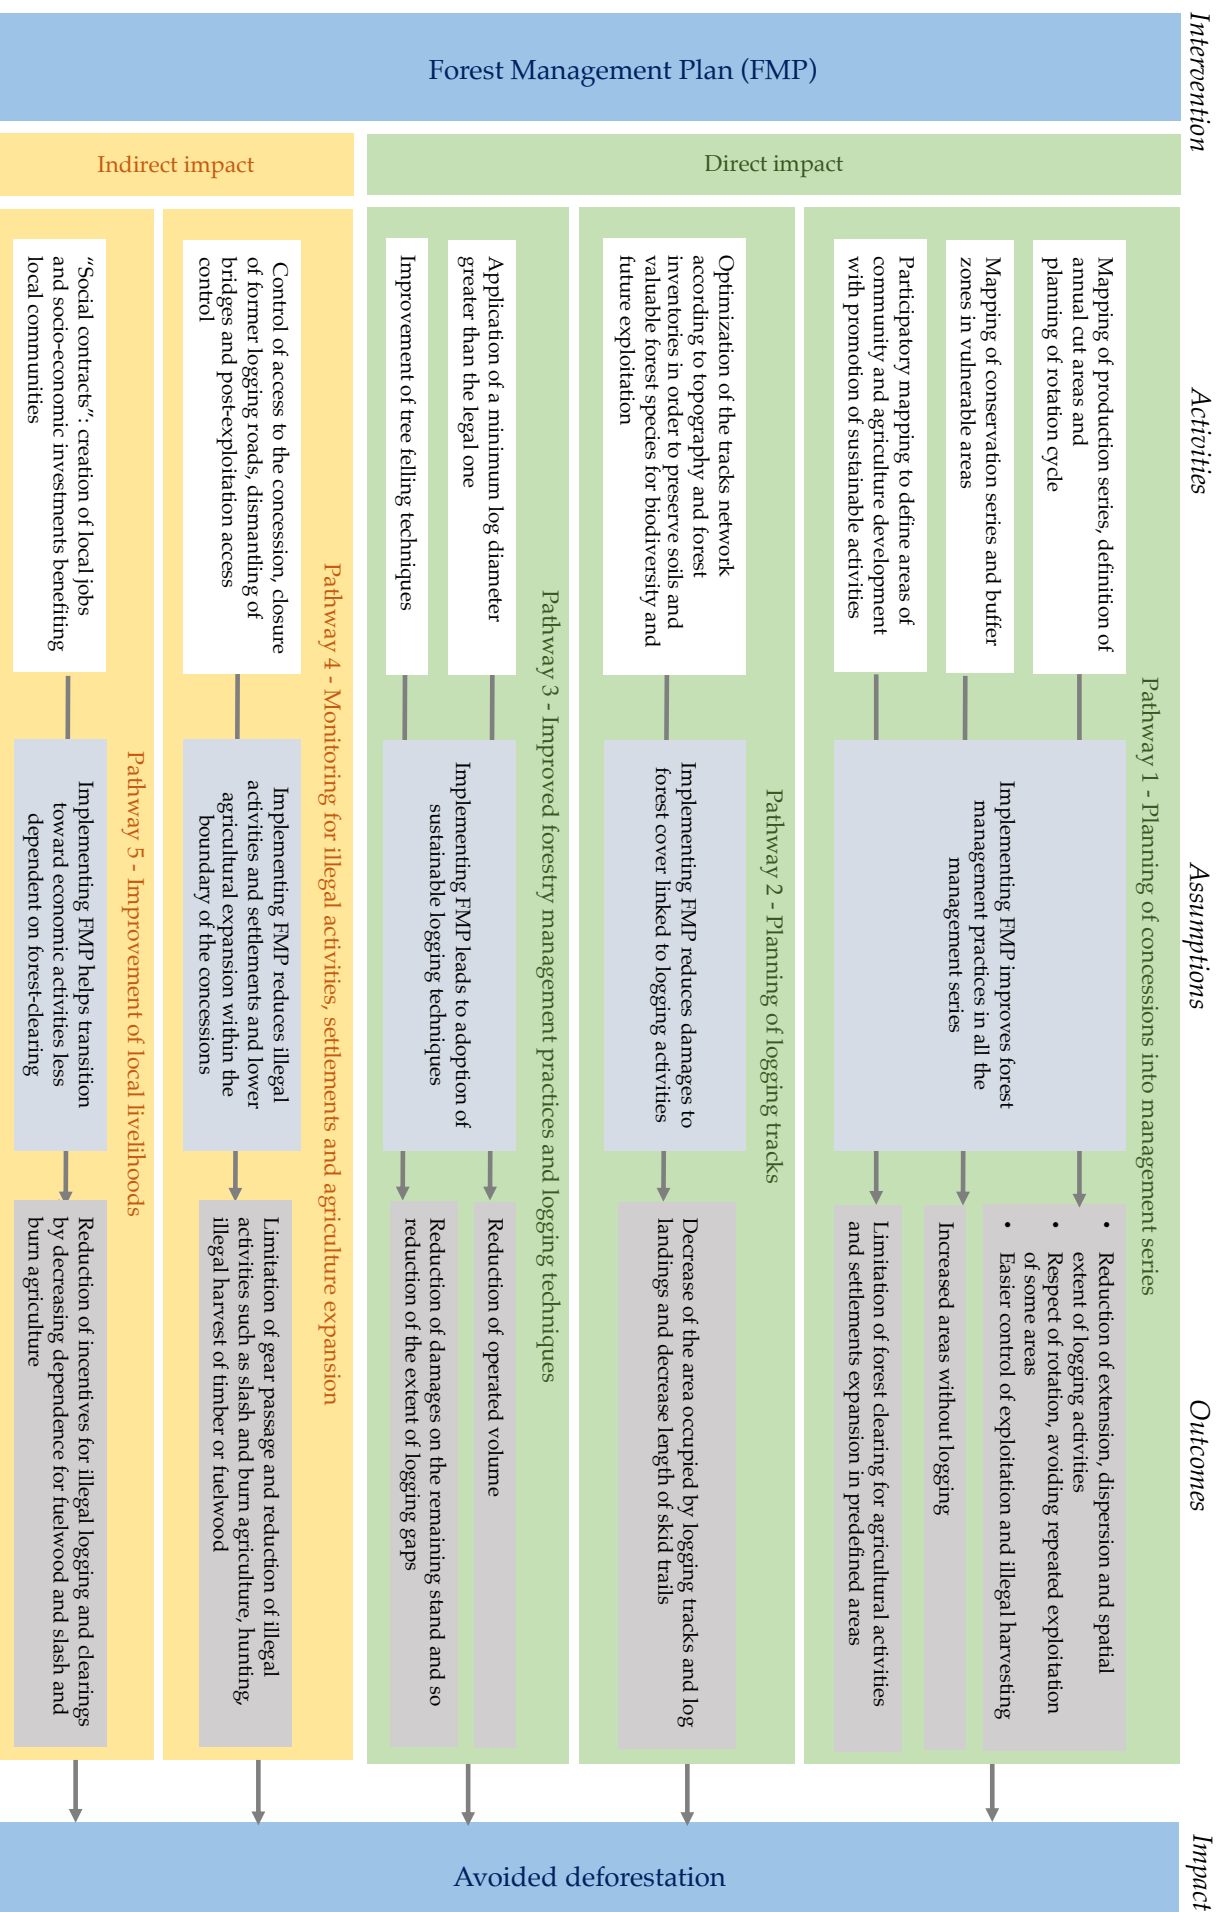 Intervention
Activities
Assumptions
Outcomes
Impact
Forest Management Plan (FMP)
Direct impact
Indirect impact
Pathway 1 - Planning of concessions into management series
Mapping of production series, definition of
annual cut areas and
planning of rotation cycle
Mapping of conservation series and buffer
zones in vulnerable areas
Participatory mapping to define areas of
community and agriculture development
with promotion of sustainable activities
Implementing FMP improves forest
management practices in all the
management series
• Reduction of extension, dispersion and spatial
extent of logging activities
• Respect of rotation, avoiding repeated exploitation
of some areas
• Easier control of exploitation and illegal harvesting
Increased areas without logging
Limitation of forest clearing for agricultural activities
and settlements expansion in predefined areas
Pathway 2 - Planning of logging tracks
Optimization of the tracks network
according to topography and forest
inventories in order to preserve soils and
valuable forest species for biodiversity and
future exploitation
Implementing FMP reduces damages to
forest cover linked to logging activities
Decrease of the area occupied by logging tracks and log
landings and decrease length of skid trails
Pathway 3 - Improved forestry management practices and logging techniques
Application of a minimum log diameter
greater than the legal one
Improvement of tree felling techniques
Implementing FMP leads to adoption of
sustainable logging techniques
Reduction of operated volume
Reduction of damages on the remaining stand and so
reduction of the extent of logging gaps
Pathway 4 - Monitoring for illegal activities, settlements and agriculture expansion
Control of access to the concession, closure
of former logging roads, dismantling of
bridges and post-exploitation access
control
Implementing FMP reduces illegal
activities and settlements and lower
agricultural expansion within the
boundary of the concessions
Limitation of gear passage and reduction of illegal
activities such as slash and burn agriculture, hunting,
illegal harvest of timber or fuelwood
Pathway 5 - Improvement of local livelihoods
“Social contracts”: creation of local jobs
and socio-economic investments benefiting
local communities
Implementing FMP helps transition
toward economic activities less
dependent on forest-clearing
Reduction of incentives for illegal logging and clearings
by decreasing dependence for fuelwood and slash and
burn agriculture
Avoided deforestation